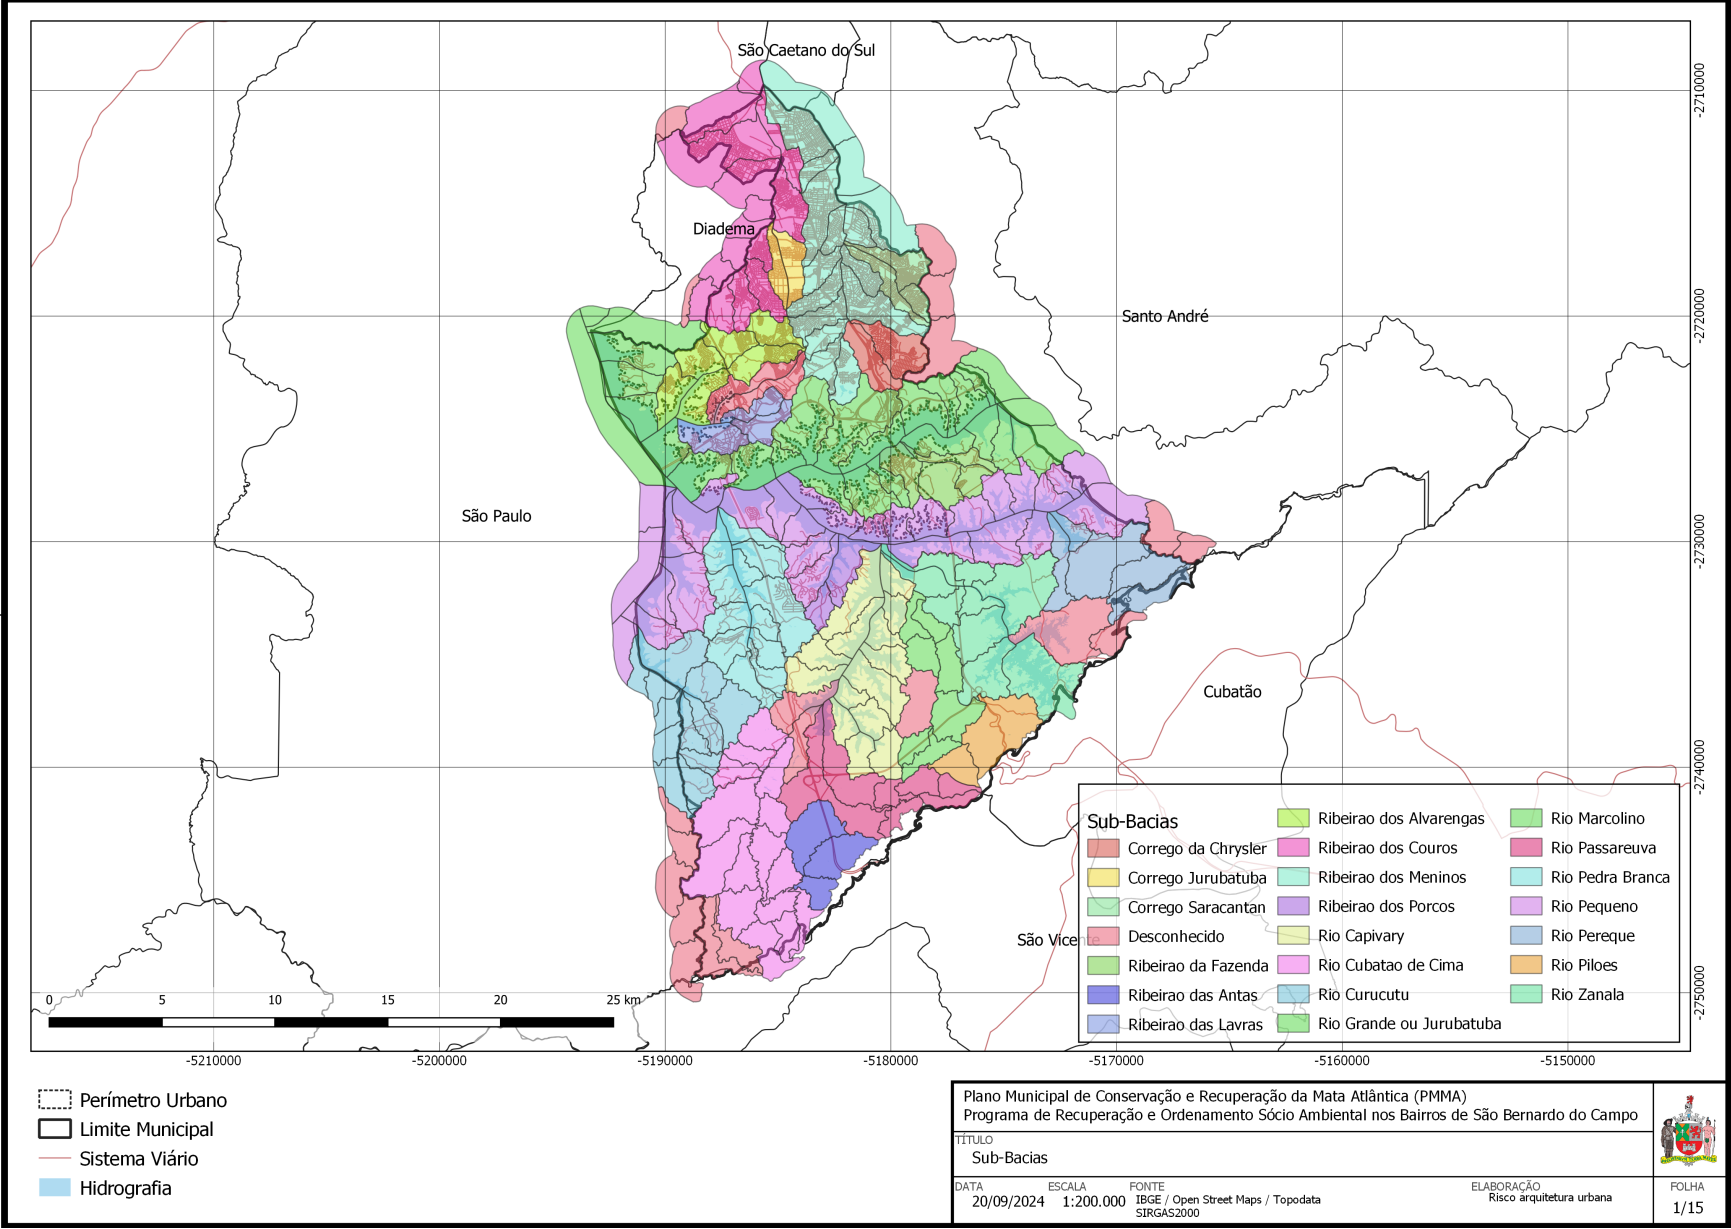 São Caetano do Sul
-2710000
Diadema
Santo André
-2720000
São Paulo
-2730000
Cubatão
-2740000
São Vicente
-2750000
Sub-Bacias
Corrego da Chrysler
Corrego Jurubatuba
Corrego Saracantan
Desconhecido
Ribeirao da Fazenda
Ribeirao das Antas
Ribeirao das Lavras
Ribeirao dos Alvarengas
Ribeirao dos Couros
Ribeirao dos Meninos
Ribeirao dos Porcos
Rio Capivary
Rio Cubatao de Cima
Rio Curucutu
Rio Grande ou Jurubatuba
Rio Marcolino
Rio Passareuva
Rio Pedra Branca
Rio Pequeno
Rio Pereque
Rio Piloes
Rio Zanala
0 5 10 15 20 25 km
-5210000 -5200000 -5190000 -5180000 -5170000 -5160000 -5150000
Perímetro Urbano
Limite Municipal
Sistema Viário
Hidrografia
Plano Municipal de Conservação e Recuperação da Mata Atlântica (PMMA)
Programa de Recuperação e Ordenamento Sócio Ambiental nos Bairros de São Bernardo do Campo
TÍTULO
Sub-Bacias
DATA
20/09/2024
ESCALA
1:200.000
FONTE
IBGE / Open Street Maps / Topodata
SIRGAS2000
ELABORAÇÃO
Risco arquitetura urbana
FOLHA
1/15